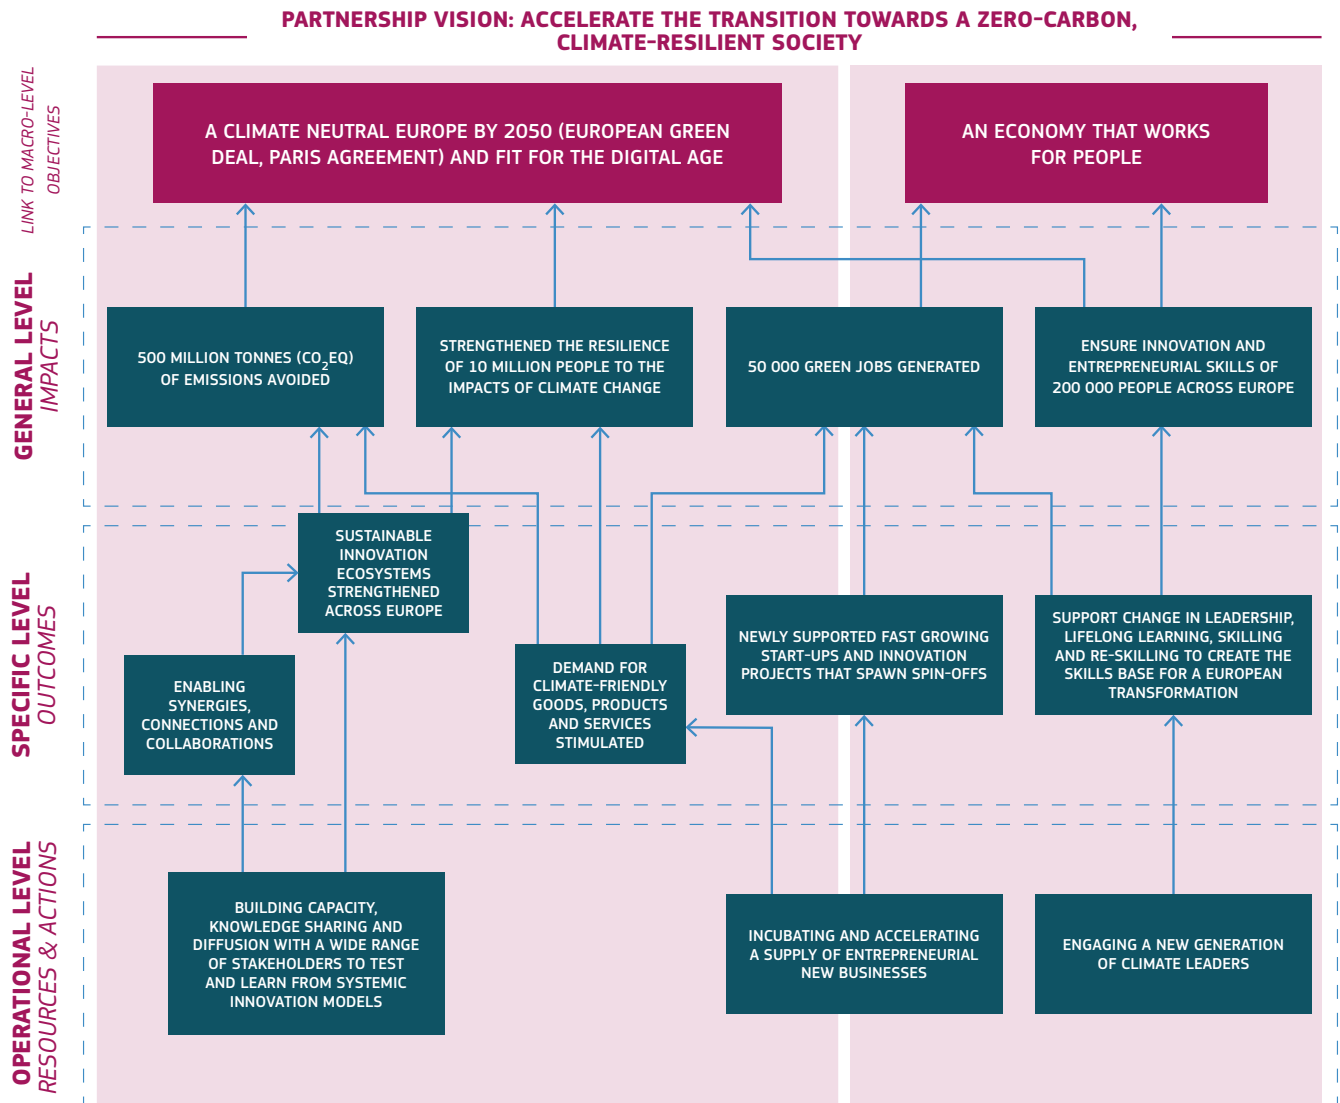 PARTNERSHIP VISION: ACCELERATE THE TRANSITION TOWARDS A ZERO-CARBON,
CLIMATE-RESILIENT SOCIETY
LINK TO MACRO-LEVEL
OBJECTIVES
A CLIMATE NEUTRAL EUROPE BY 2050 (EUROPEAN GREEN
DEAL, PARIS AGREEMENT) AND FIT FOR THE DIGITAL AGE
AN ECONOMY THAT WORKS
FOR PEOPLE
GENERAL LEVEL
IMPACTS
500 MILLION TONNES (CO₂EQ)
OF EMISSIONS AVOIDED
STRENGTHENED THE RESILIENCE
OF 10 MILLION PEOPLE TO THE
IMPACTS OF CLIMATE CHANGE
50 000 GREEN JOBS GENERATED
ENSURE INNOVATION AND
ENTREPRENEURIAL SKILLS OF
200 000 PEOPLE ACROSS EUROPE
SPECIFIC LEVEL
OUTCOMES
SUSTAINABLE
INNOVATION
ECOSYSTEMS
STRENGTHENED
ACROSS EUROPE
ENABLING
SYNERGIES,
CONNECTIONS AND
COLLABORATIONS
DEMAND FOR
CLIMATE-FRIENDLY
GOODS, PRODUCTS
AND SERVICES
STIMULATED
NEWLY SUPPORTED FAST GROWING
START-UPS AND INNOVATION
PROJECTS THAT SPAWN SPIN-OFFS
SUPPORT CHANGE IN LEADERSHIP,
LIFELONG LEARNING, SKILLING
AND RE-SKILLING TO CREATE THE
SKILLS BASE FOR A EUROPEAN
TRANSFORMATION
OPERATIONAL LEVEL
RESOURCES & ACTIONS
BUILDING CAPACITY,
KNOWLEDGE SHARING AND
DIFFUSION WITH A WIDE RANGE
OF STAKEHOLDERS TO TEST
AND LEARN FROM SYSTEMIC
INNOVATION MODELS
INCUBATING AND ACCELERATING
A SUPPLY OF ENTREPRENEURIAL
NEW BUSINESSES
ENGAGING A NEW GENERATION
OF CLIMATE LEADERS